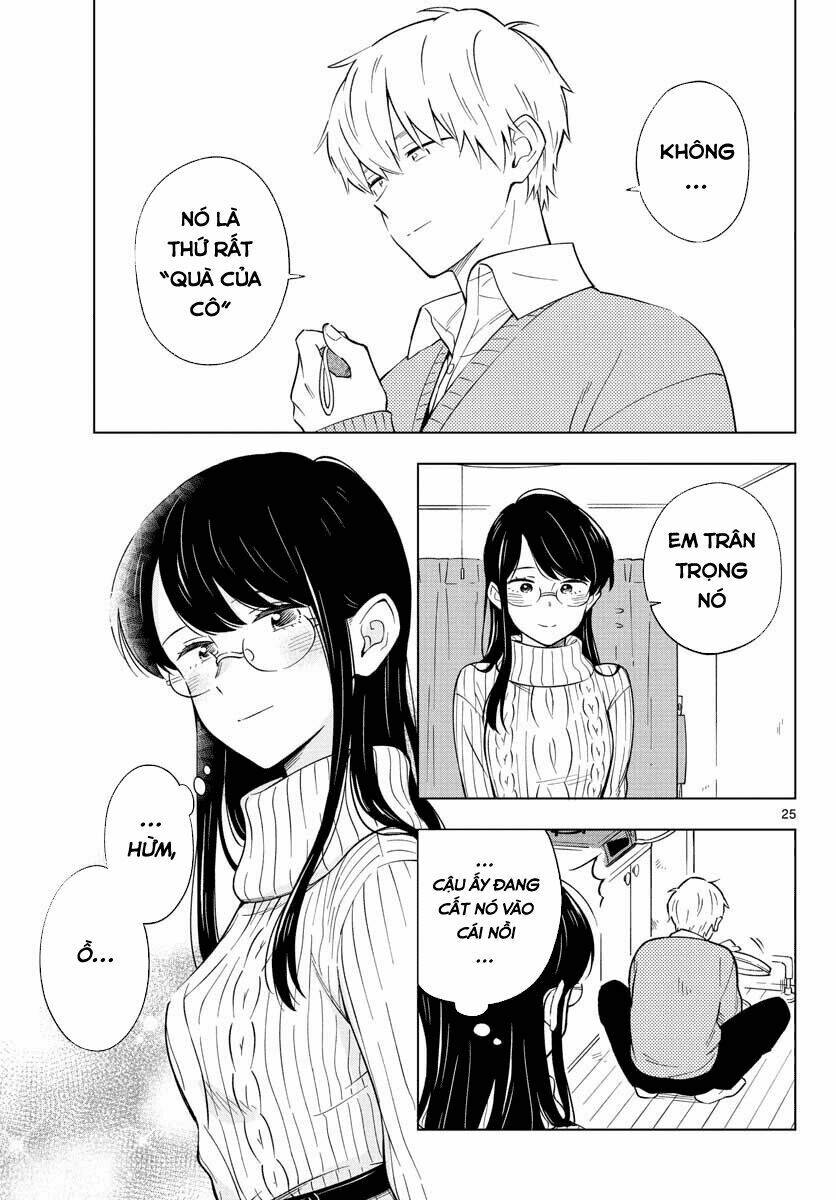 KHÔNG
...
NÓ LÀ
THỨ RẤT
"QUÀ CỦA
CÔ"
EM TRÂN
TRỌNG
NÓ
...
HỪM,
Ồ...
25
...
CẬU ẤY ĐANG
CẤT NÓ VÀO
CÁI NỒI
...